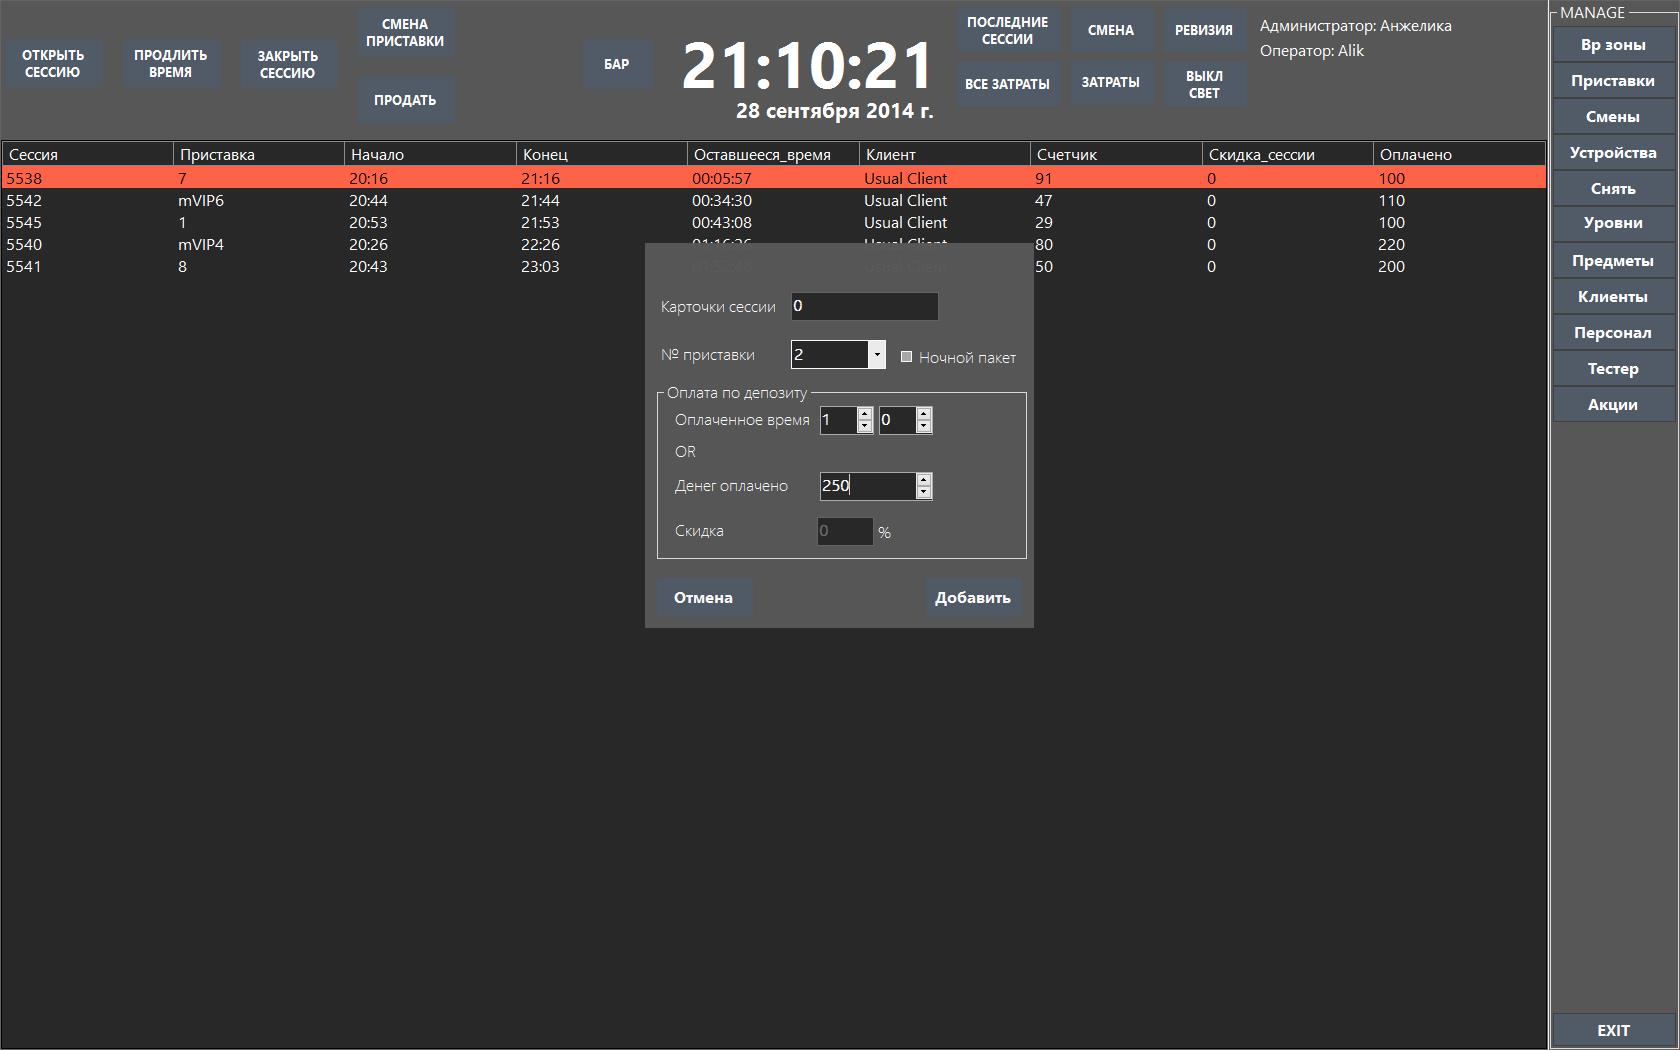 ОТКРЫТЬ
СЕССИЮ
ПРОДЛИТЬ
ВРЕМЯ
ЗАКРЫТЬ
СЕССИЮ
СМЕНА
ПРИСТАВКИ
ПРОДАТЬ
БАР
21:10:21
28 сентября 2014 г.
ПОСЛЕДНИЕ
СЕССИИ
СМЕНА
РЕВИЗИЯ
ВСЕ ЗАТРАТЫ
ЗАТРАТЫ
ВЫКЛ
СВЕТ
Администратор: Анжелика
Оператор: Alik
Сессия Приставка Начало Конец Оставшееся_время Клиент Счетчик Скидка_сессии Оплачено
5538 7 20:16 21:16 00:05:57 Usual Client 91 0 100
5542 mVIP6 20:44 21:44 00:34:30 Usual Client 47 0 110
5545 1 20:53 21:53 00:43:08 Usual Client 29 0 100
5540 mVIP4 20:26 22:26 01:16:26 Usual Client 80 0 220
5541 8 20:43 23:03 50 0 200
Карточки сессии 0
№ приставки 2 Ночной пакет
Оплата по депозиту
Оплаченное время 1 0
OR
Денег оплачено 250
Скидка 0 %
Отмена Добавить
MANAGE
Вр зоны
Приставки
Смены
Устройства
Снять
Уровни
Предметы
Клиенты
Персонал
Тестер
Акции
EXIT